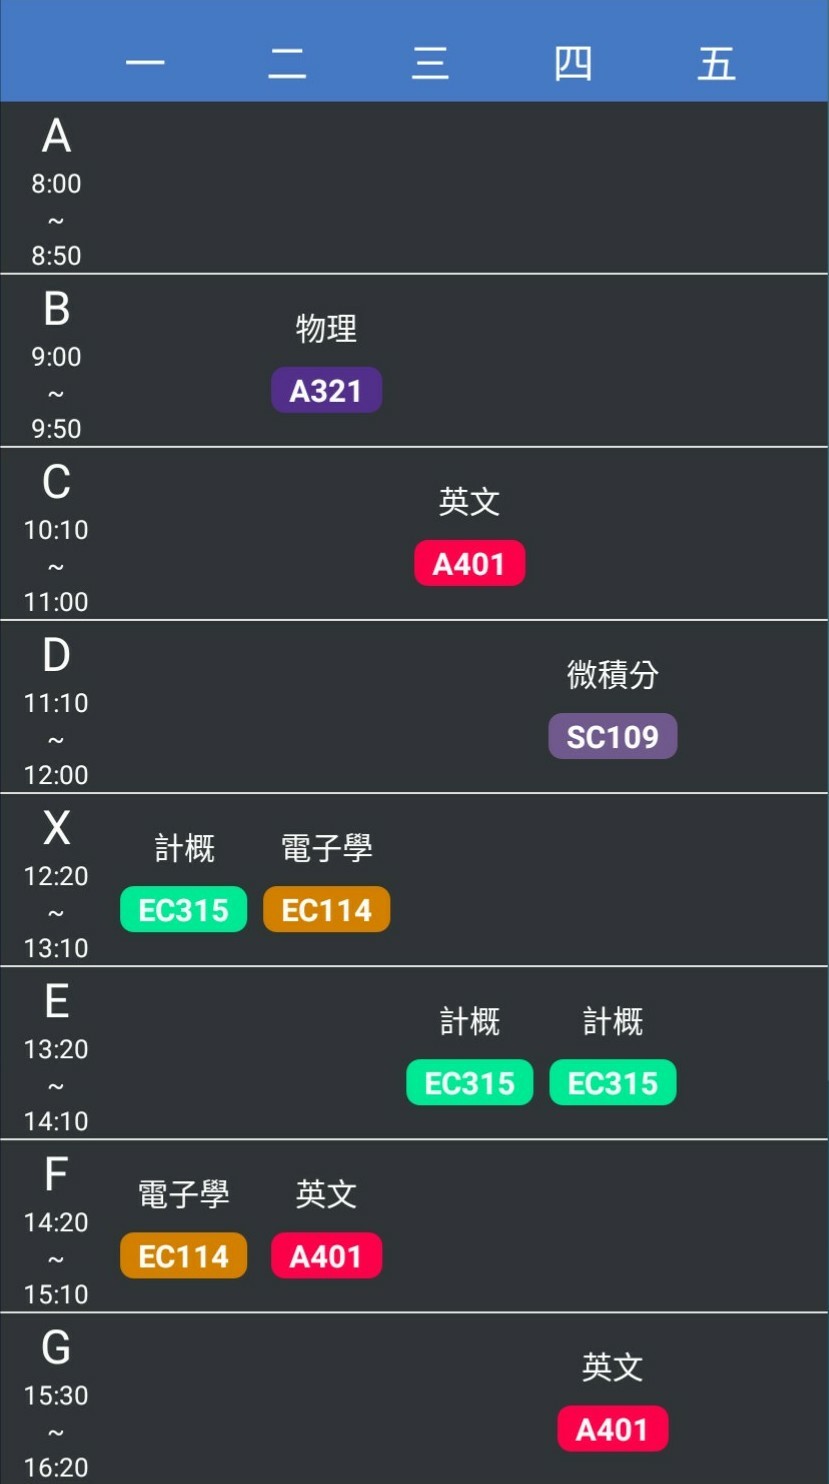 一 二 三 四 五
A
8:00
~
8:50
B
9:00
~
9:50
物理
A321
C
10:10
~
11:00
英文
A401
D
11:10
~
12:00
微積分
SC109
X
12:20
~
13:10
計概 電子學
EC315 EC114
E
13:20
~
14:10
計概 計概
EC315 EC315
F
14:20
~
15:10
電子學 英文
EC114 A401
G
15:30
~
16:20
英文
A401